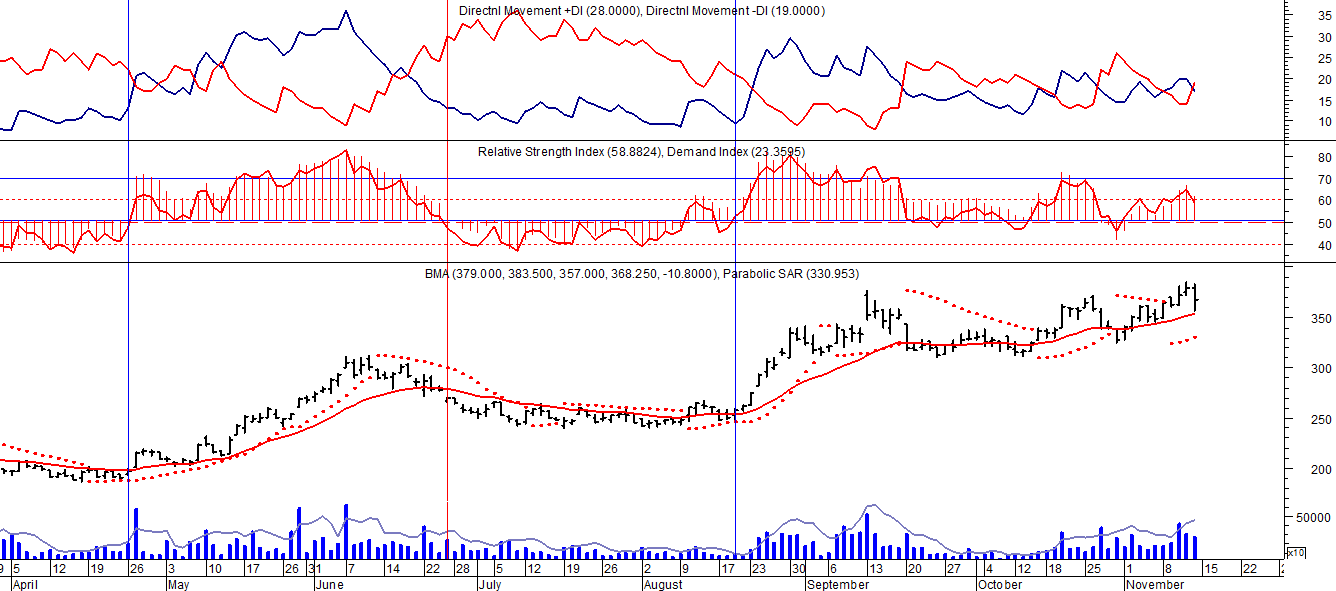 Directnl Movement +DI (28.0000), Directnl Movement -DI (19.0000)
35
30
25
20
15
10
Relative Strength Index (58.8824), Demand Index (23.3595)
80
70
60
50
40
BMA (379.000, 383.500, 357.000, 368.250, -10.8000), Parabolic SAR (330.953)
350
300
250
200
50000
x10
9 5 12 19 26 3 10 17 26 31 7 14 22 28 5 12 19 26 2 9 17 23 30 6 13 20 27 4 12 18 25 1 8 15 22 2
April May June July August September October November